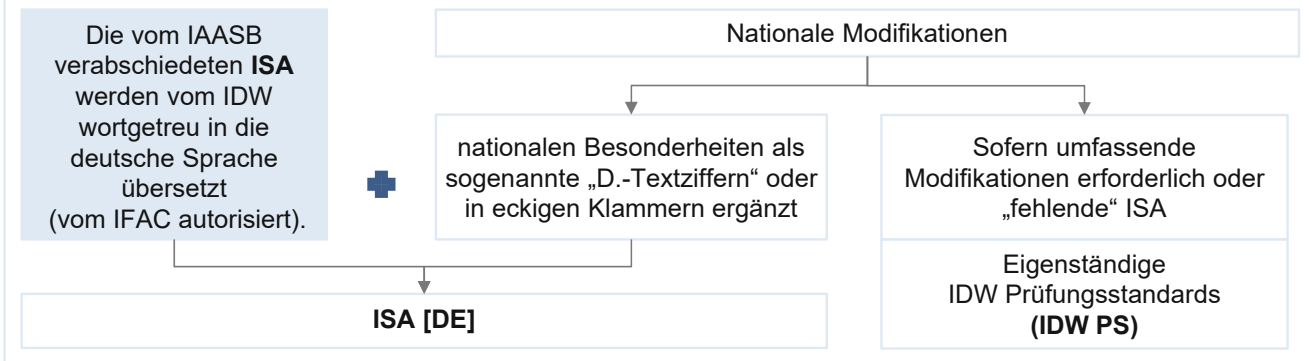 Die vom IAASB
verabschiedeten ISA
werden vom IDW
wortgetreu in die
deutsche Sprache
übersetzt
(vom IFAC autorisiert).
Nationale Modifikationen
nationalen Besonderheiten als
sogenannte „D.-Textziffern“ oder
in eckigen Klammern ergänzt
Sofern umfassende
Modifikationen erforderlich oder
„fehlende“ ISA
Eigenständige
IDW Prüfungsstandards
(IDW PS)
ISA [DE]